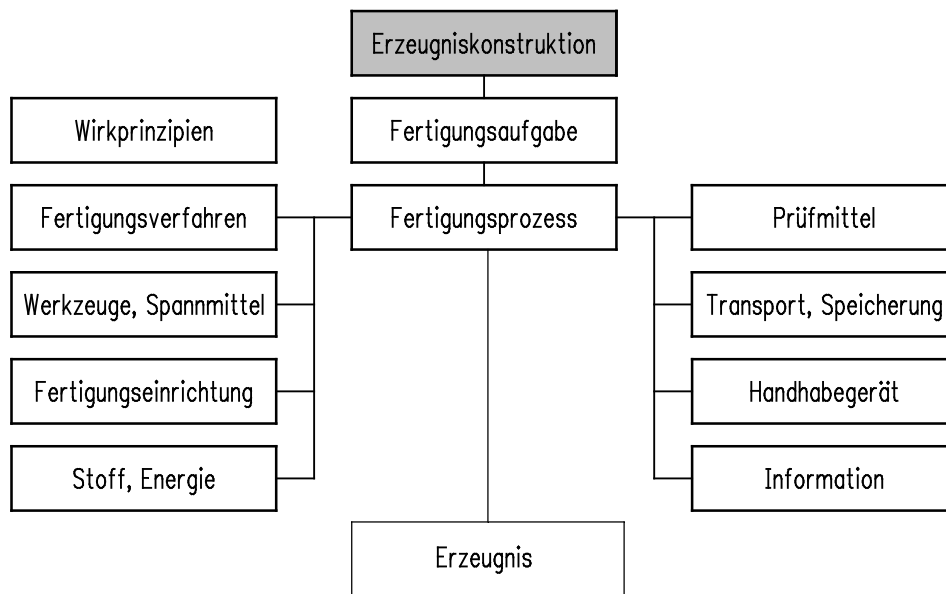 Erzeugniskonstruktion
Wirkprinzipien
Fertigungsaufgabe
Fertigungsverfahren
Fertigungsprozess
Prüfmittel
Werkzeuge, Spannmittel
Transport, Speicherung
Fertigungseinrichtung
Handhabegerät
Stoff, Energie
Information
Erzeugnis